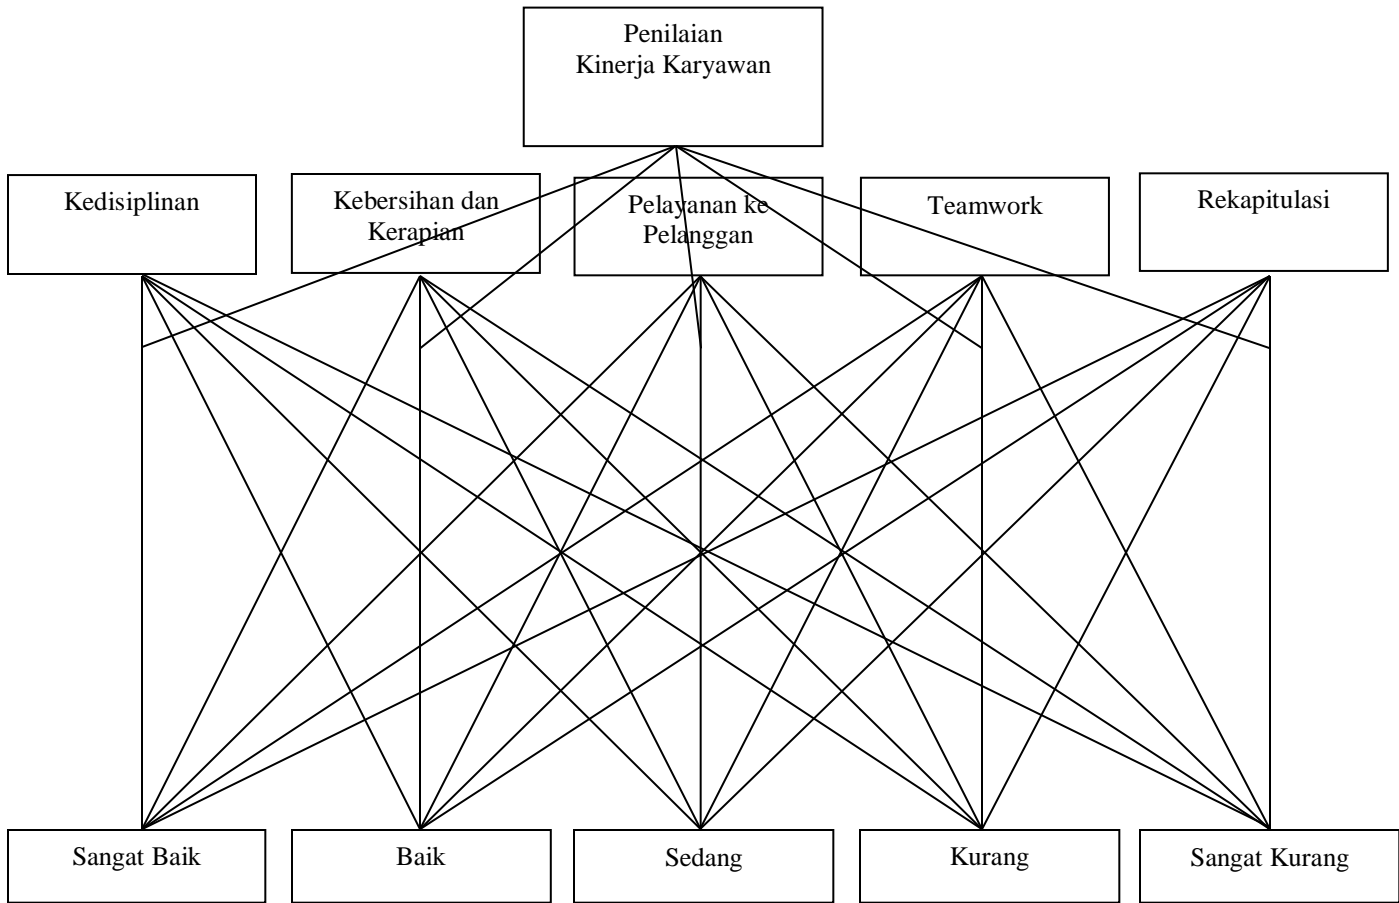 Penilaian
Kinerja Karyawan
Kedisiplinan
Kebersihan dan
Kerapian
Pelayanan ke
Pelanggan
Teamwork
Rekapitulasi
Sangat Baik
Baik
Sedang
Kurang
Sangat Kurang